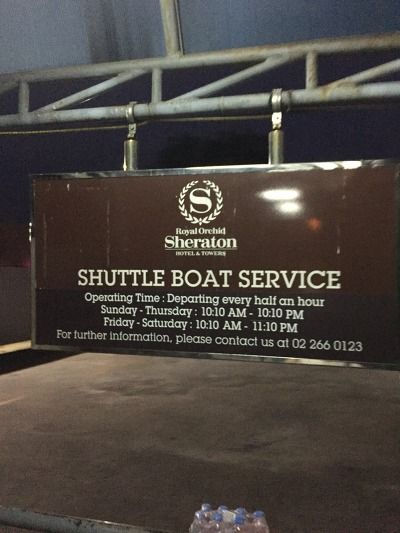 S
Royal Orchid
Sheraton
HOTEL & TOWERS
SHUTTLE BOAT SERVICE
Operating Time : Departing every half an hour
Sunday - Thursday : 10:10 AM - 10:10 PM
Friday - Saturday : 10:10 AM - 11:10 PM
For further information, please contact us at 02 266 0123